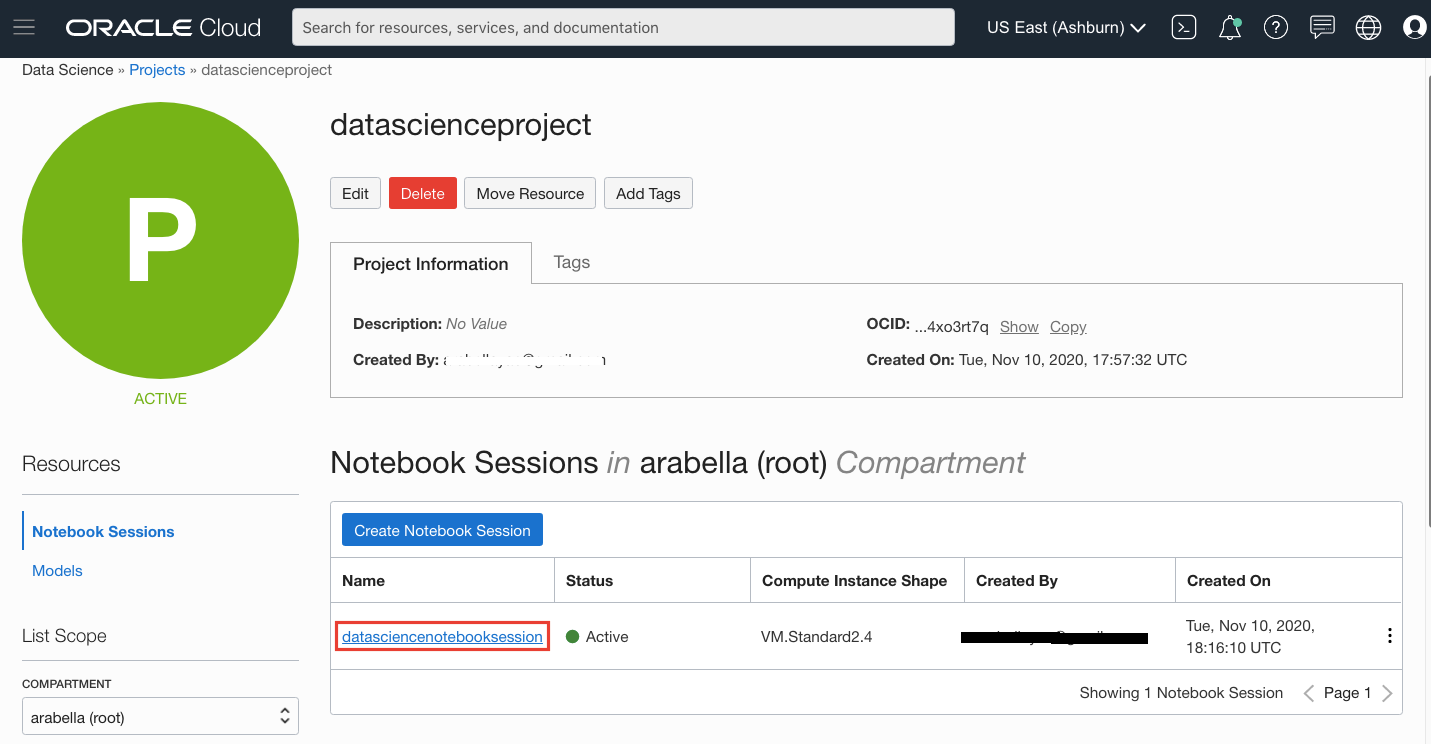 ORACLE Cloud
Search for resources, services, and documentation
US East (Ashburn)
Data Science » Projects » datascienceproject
P
ACTIVE
datascienceproject
Edit Delete Move Resource Add Tags
Project Information Tags
Description: No Value
OCID: ...4xo3rt7q Show Copy
Created By:
Created On: Tue, Nov 10, 2020, 17:57:32 UTC
Resources
Notebook Sessions
Models
List Scope
COMPARTMENT
arabella (root)
Notebook Sessions in arabella (root) Compartment
Create Notebook Session
Name Status Compute Instance Shape Created By Created On
datasciencenotebooksession Active VM.Standard2.4 Tue, Nov 10, 2020,
18:16:10 UTC
Showing 1 Notebook Session Page 1